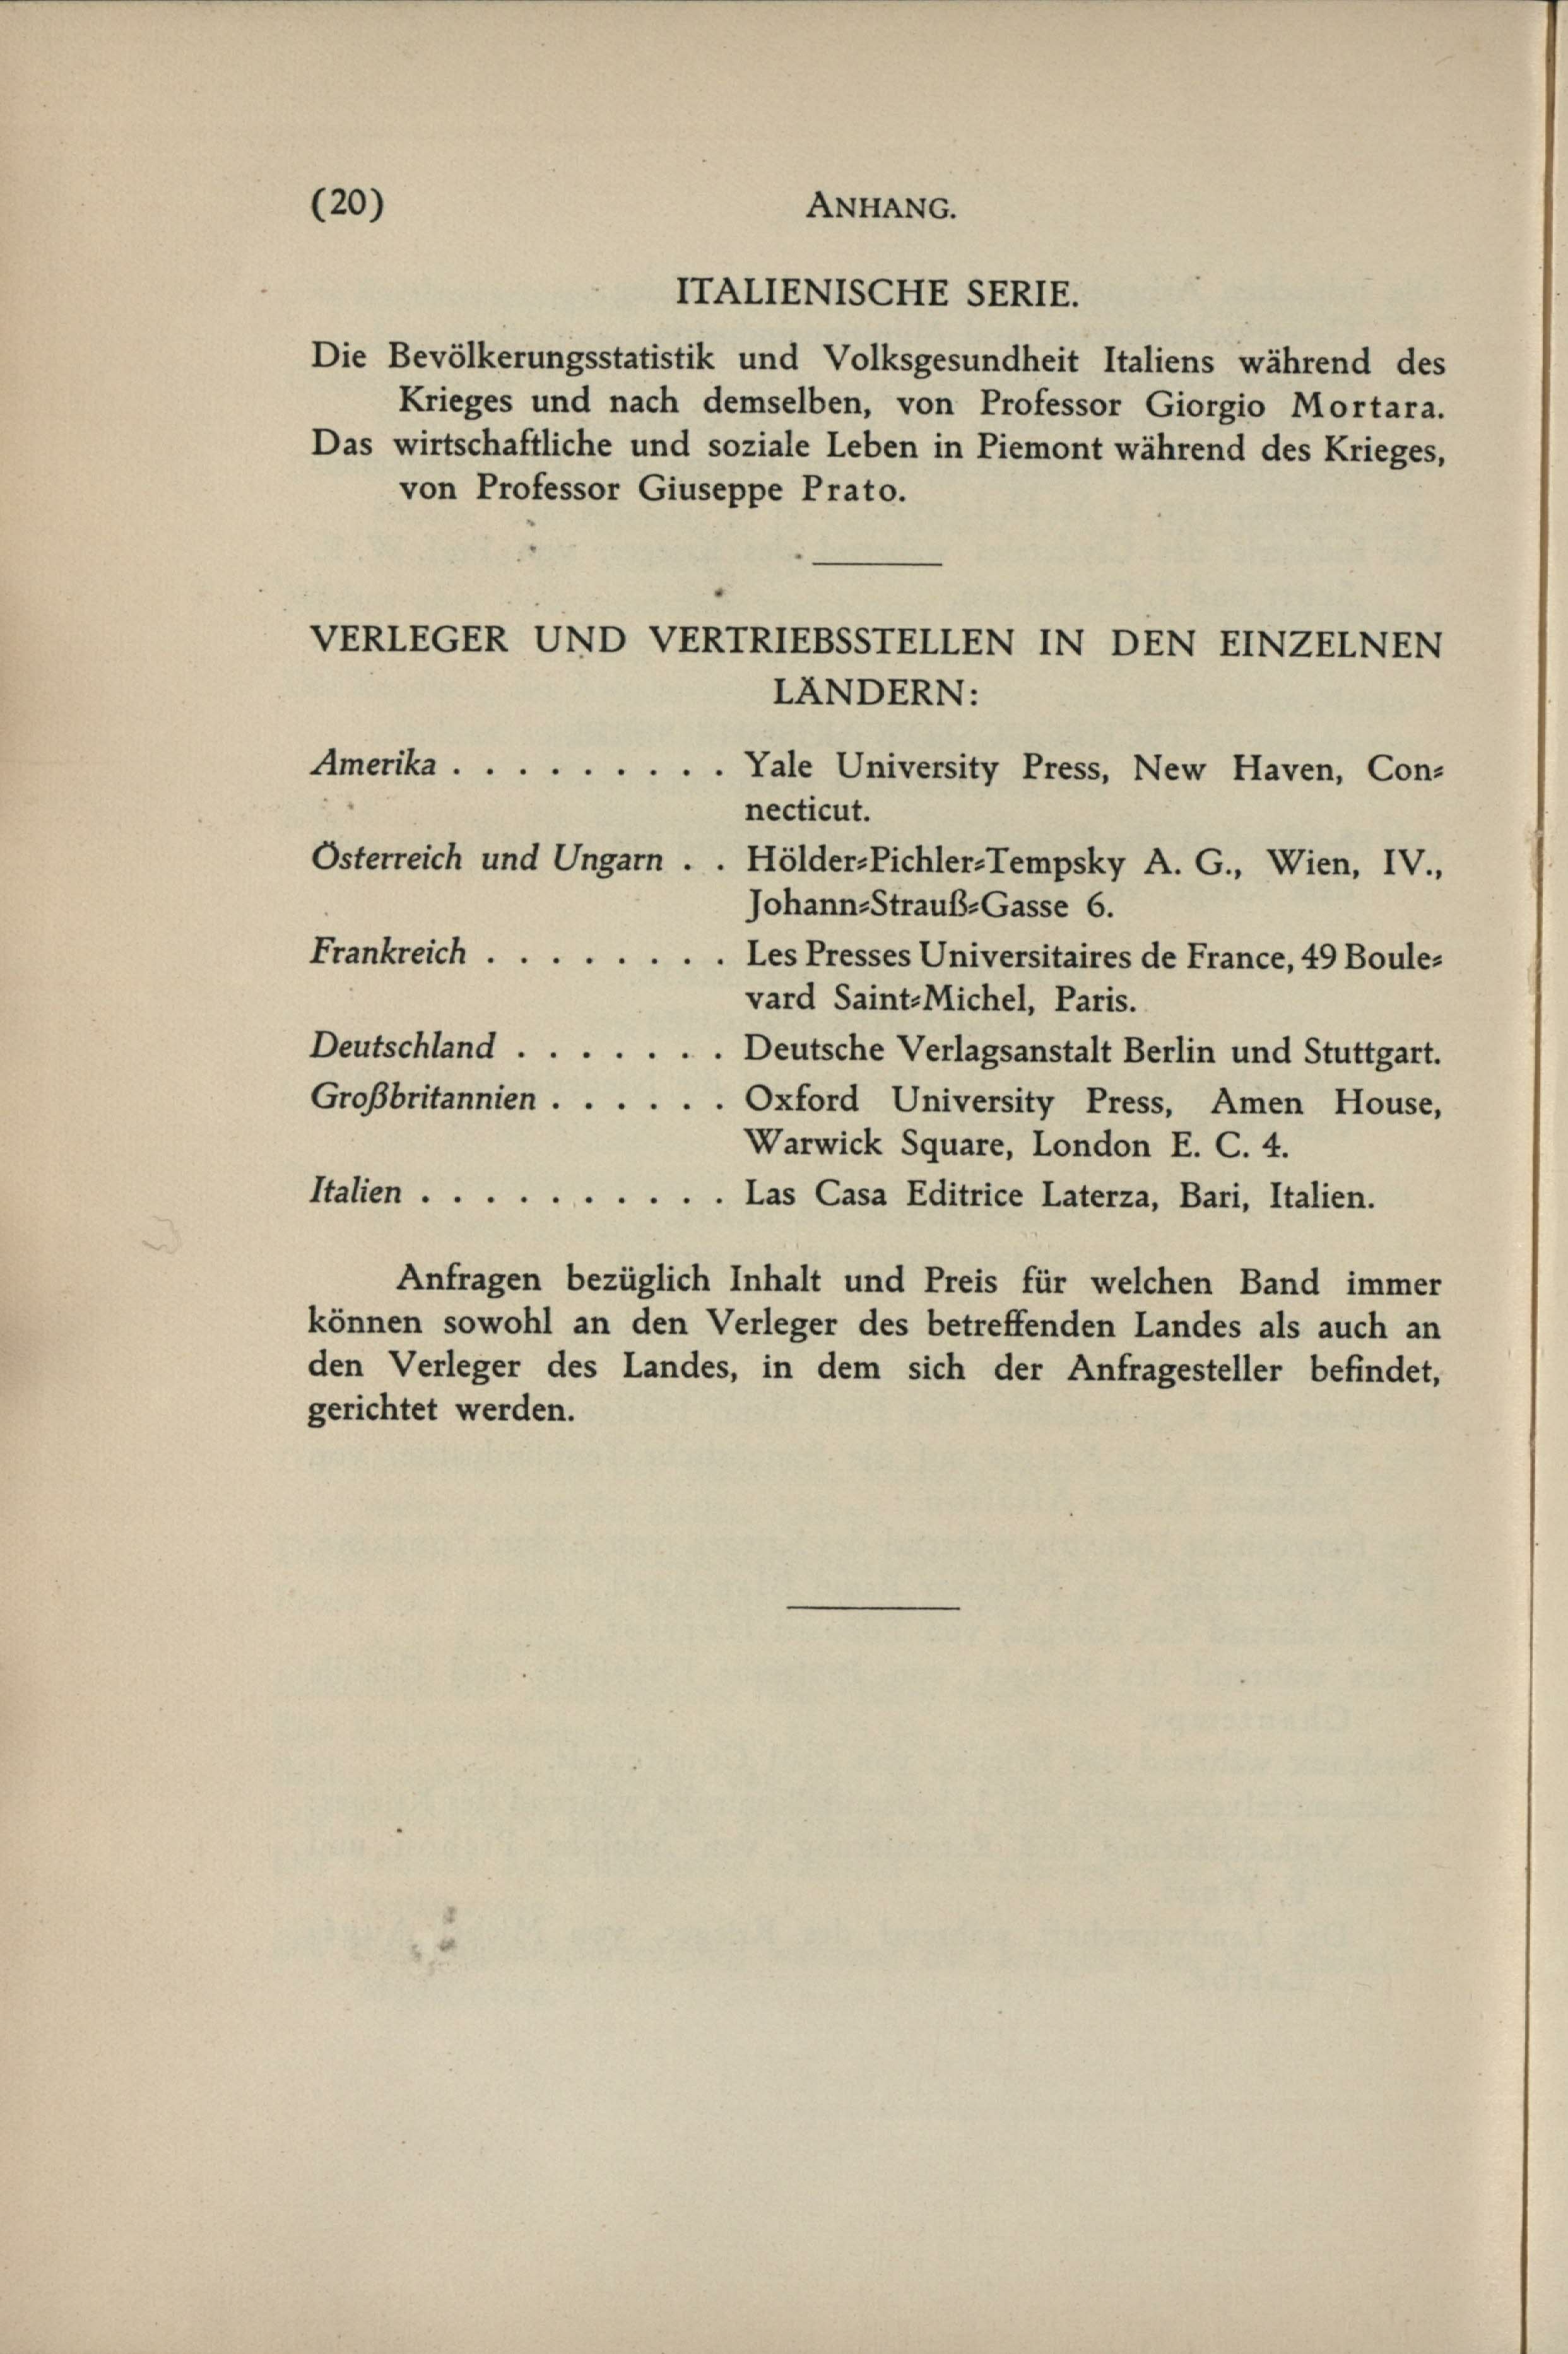 (20) ANHANG.
ITALIENISCHE SERIE.
Die Bevölkerungsstatistik und Volksgesundheit Italiens während des
Krieges und nach demselben, von Professor Giorgio Mortara.
Das wirtschaftliche und soziale Leben in Piemont während des Krieges,
von Professor Giuseppe Prato.
VERLEGER UND VERTRIEBSSTELLEN IN DEN EINZELNEN
LÄNDERN:
Amerika . . . . . . . . . Yale University Press, New Haven, Con-
necticut.
Österreich und Ungarn . . Hölder-Pichler-Tempsky A. G., Wien, IV.,
Johann-Strauß-Gasse 6.
Frankreich . . . . . . . . Les Presses Universitaires de France, 49 Boule-
vard Saint-Michel, Paris.
Deutschland . . . . . . . Deutsche Verlagsanstalt Berlin und Stuttgart.
Großbritannien . . . . . . Oxford University Press, Amen House,
Warwick Square, London E. C. 4.
Italien . . . . . . . . . . Las Casa Editrice Laterza, Bari, Italien.
Anfragen bezüglich Inhalt und Preis für welchen Band immer
können sowohl an den Verleger des betreffenden Landes als auch an
den Verleger des Landes, in dem sich der Anfragesteller befindet,
gerichtet werden.